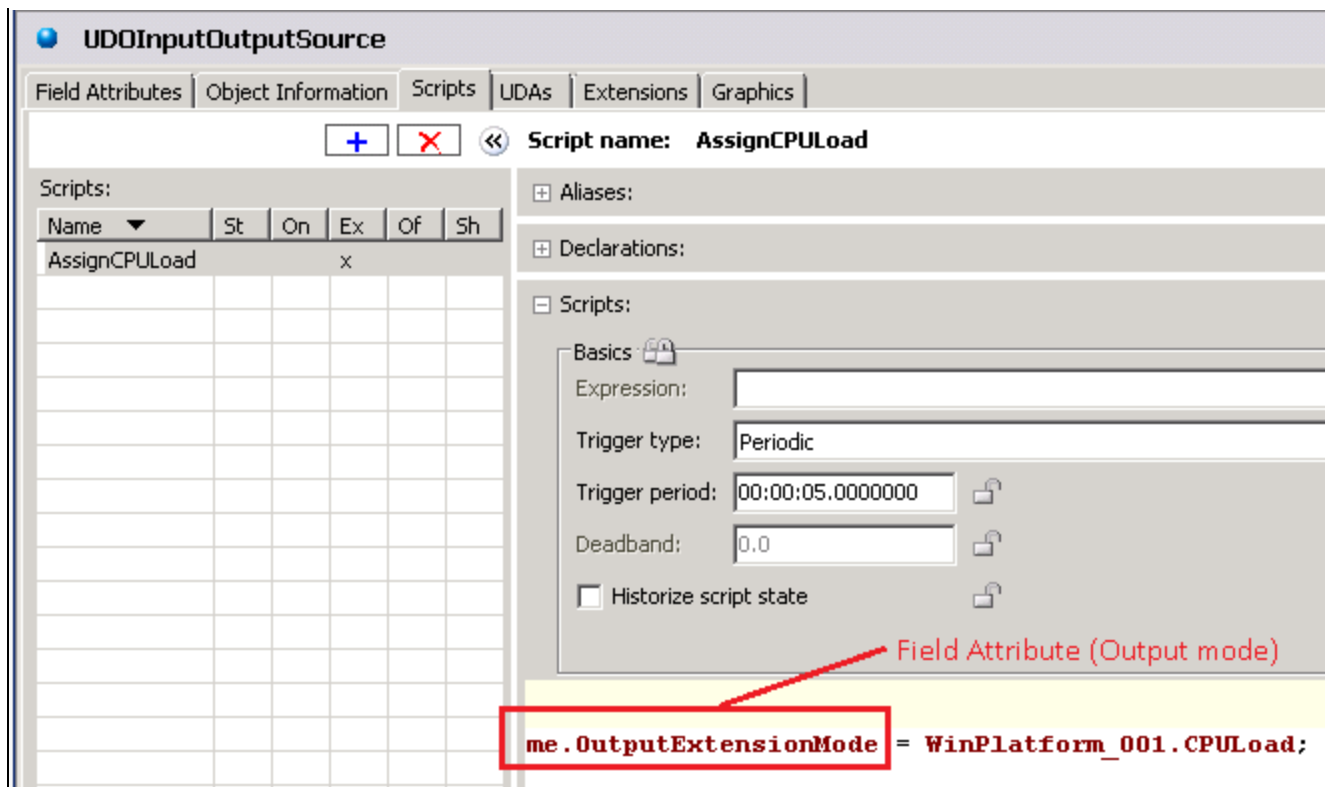 UDOInputOutputSource
Field Attributes Object Information Scripts UDAs Extensions Graphics
+ X « Script name: AssignCPULoad
Scripts:
Name St On Ex Of Sh
AssignCPULoad x
Aliases:
Declarations:
Scripts:
Basics
Expression:
Trigger type: Periodic
Trigger period: 00:00:05.0000000
Deadband: 0.0
Historize script state
Field Attribute (Output mode)
me.OutputExtensionMode = WinPlatform_001.CPULoad;